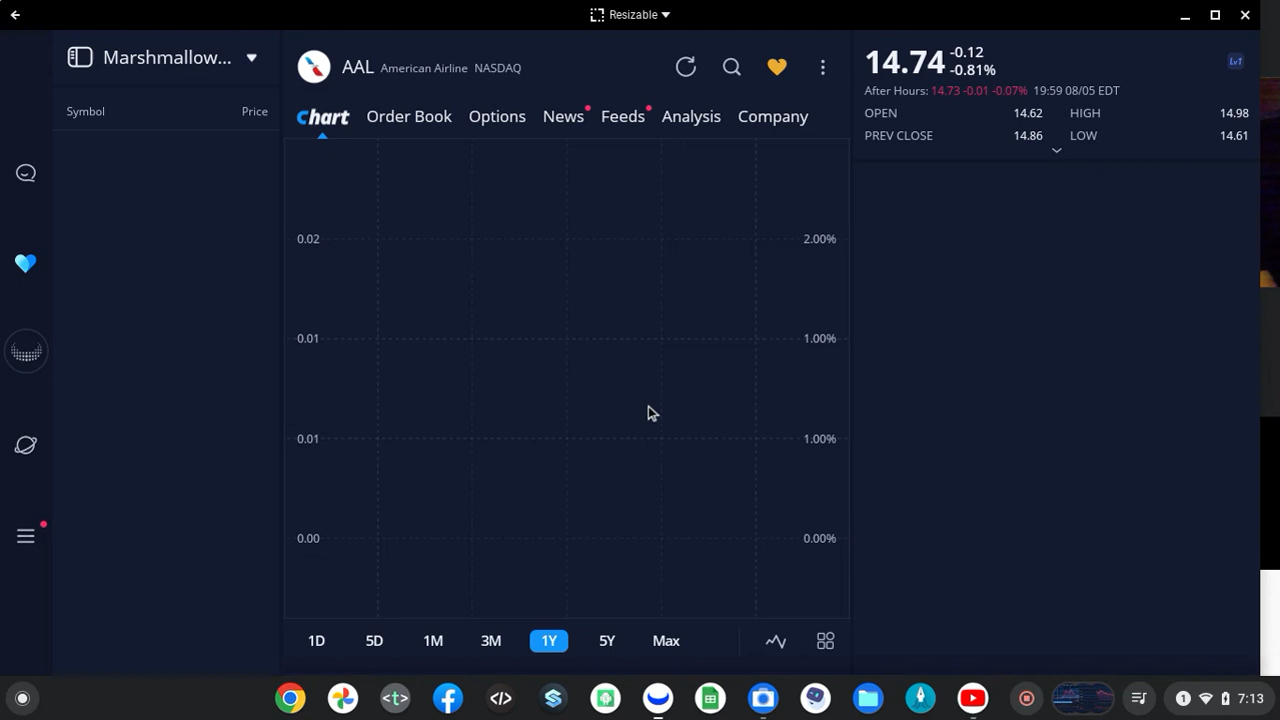 Resizable
Marshmallow...
Symbol Price
AAL American Airline NASDAQ
Chart Order Book Options News Feeds Analysis Company
0.02 2.00%
0.01 1.00%
0.01 1.00%
0.00 0.00%
1D 5D 1M 3M 1Y 5Y Max
14.74 -0.12
-0.81%
Lv1
After Hours: 14.73 -0.01 -0.07% 19:59 08/05 EDT
OPEN 14.62 HIGH 14.98
PREV CLOSE 14.86 LOW 14.61
<t>
1 7:13